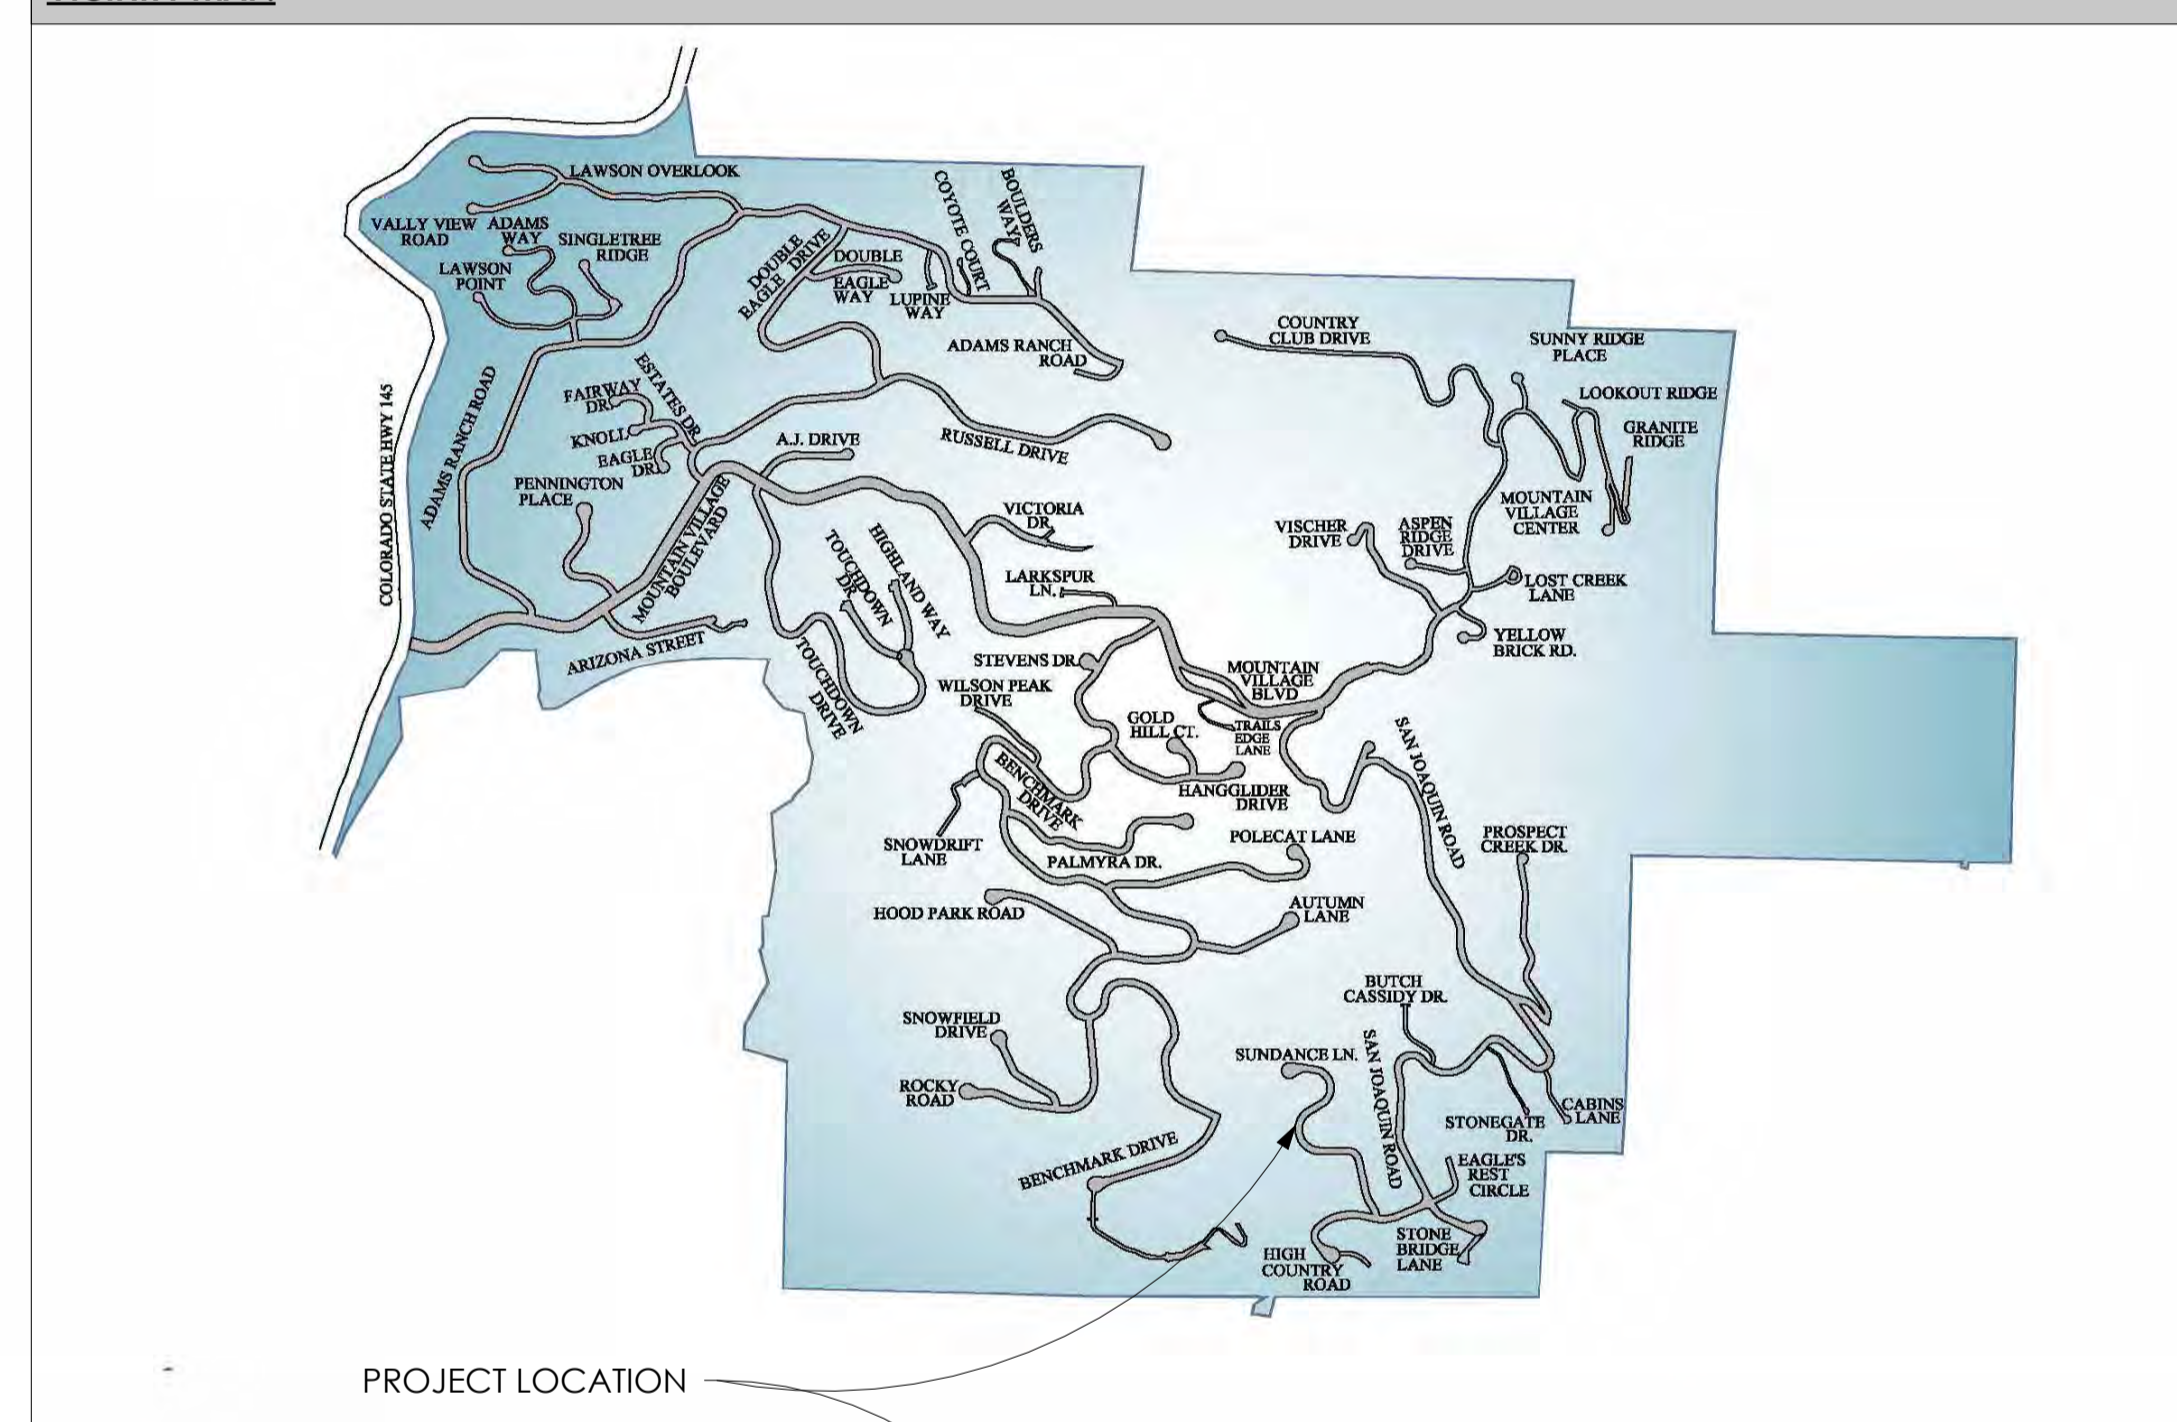 LAWSON OVERLOOK
VALLY VIEW
ROAD
ADAMS
WAY
SINGLETREE
RIDGE
LAWSON
POINT
DOUBLE
EAGLE DRIVE
DOUBLE
EAGLE
WAY
LUPINE
WAY
COYOTE COURT
BOULDERS
WAY
ADAMS RANCH
ROAD
COUNTRY
CLUB DRIVE
SUNNY RIDGE
PLACE
LOOKOUT RIDGE
GRANITE
RIDGE
COLORADO STATE HWY 145
ADAMS RANCH ROAD
ESTATES DR.
FAIRWAY
DR.
KNOLL
EAGLE
DR.
A.J. DRIVE
RUSSELL DRIVE
PENNINGTON
PLACE
MOUNTAIN VILLAGE
BOULEVARD
ARIZONA STREET
VICTORIA
DR.
TOUCHDOWN
DR.
HIGHLAND WAY
LARKSPUR
LN.
VISCHER
DRIVE
ASPEN
RIDGE
DRIVE
MOUNTAIN
VILLAGE
CENTER
LOST CREEK
LANE
YELLOW
BRICK RD.
TOUCHDOWN
DRIVE
STEVENS DR.
WILSON PEAK
DRIVE
MOUNTAIN
VILLAGE
BLVD
GOLD
HILL CT.
TRAILS
EDGE
LANE
SAN JOAQUIN ROAD
BENCHMARK
DRIVE
HANGGLIDER
DRIVE
SNOWDRIFT
LANE
PALMYRA DR.
POLECAT LANE
PROSPECT
CREEK DR.
HOOD PARK ROAD
AUTUMN
LANE
BUTCH
CASSIDY DR.
SNOWFIELD
DRIVE
ROCKY
ROAD
SUNDANCE LN.
SAN JOAQUIN ROAD
STONEGATE
DR.
CABINS
LANE
BENCHMARK DRIVE
EAGLE'S
REST
CIRCLE
HIGH
COUNTRY
ROAD
STONE
BRIDGE
LANE
PROJECT LOCATION